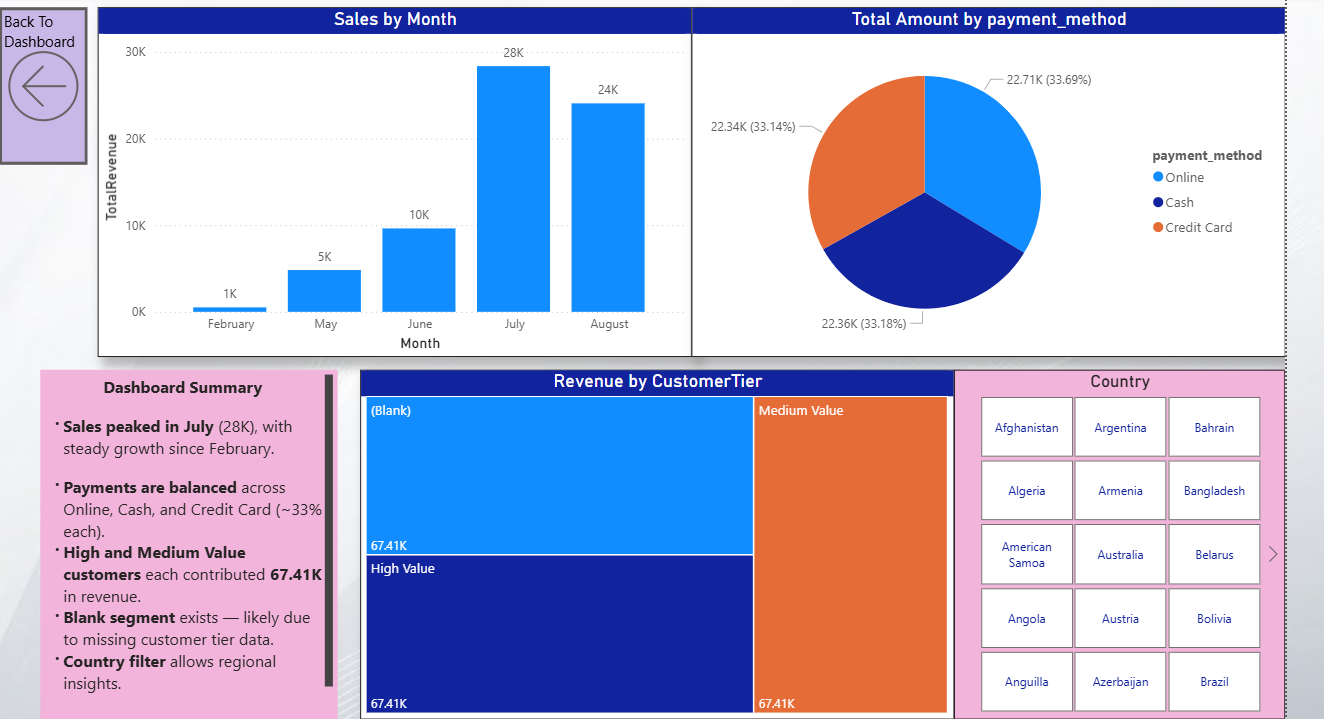 Back To
Dashboard
Sales by Month
30K
20K
10K
0K
TotalRevenue
1K
5K
10K
28K
24K
February
May
June
July
August
Month
Total Amount by payment_method
22.71K (33.69%)
22.34K (33.14%)
22.36K (33.18%)
payment_method
Online
Cash
Credit Card
Dashboard Summary
· Sales peaked in July (28K), with
steady growth since February.
· Payments are balanced across
Online, Cash, and Credit Card (~33%
each).
· High and Medium Value
customers each contributed 67.41K
in revenue.
· Blank segment exists — likely due
to missing customer tier data.
· Country filter allows regional
insights.
Revenue by CustomerTier
(Blank)
67.41K
High Value
67.41K
Medium Value
67.41K
Country
Afghanistan
Argentina
Bahrain
Algeria
Armenia
Bangladesh
American
Samoa
Australia
Belarus
Angola
Austria
Bolivia
Anguilla
Azerbaijan
Brazil